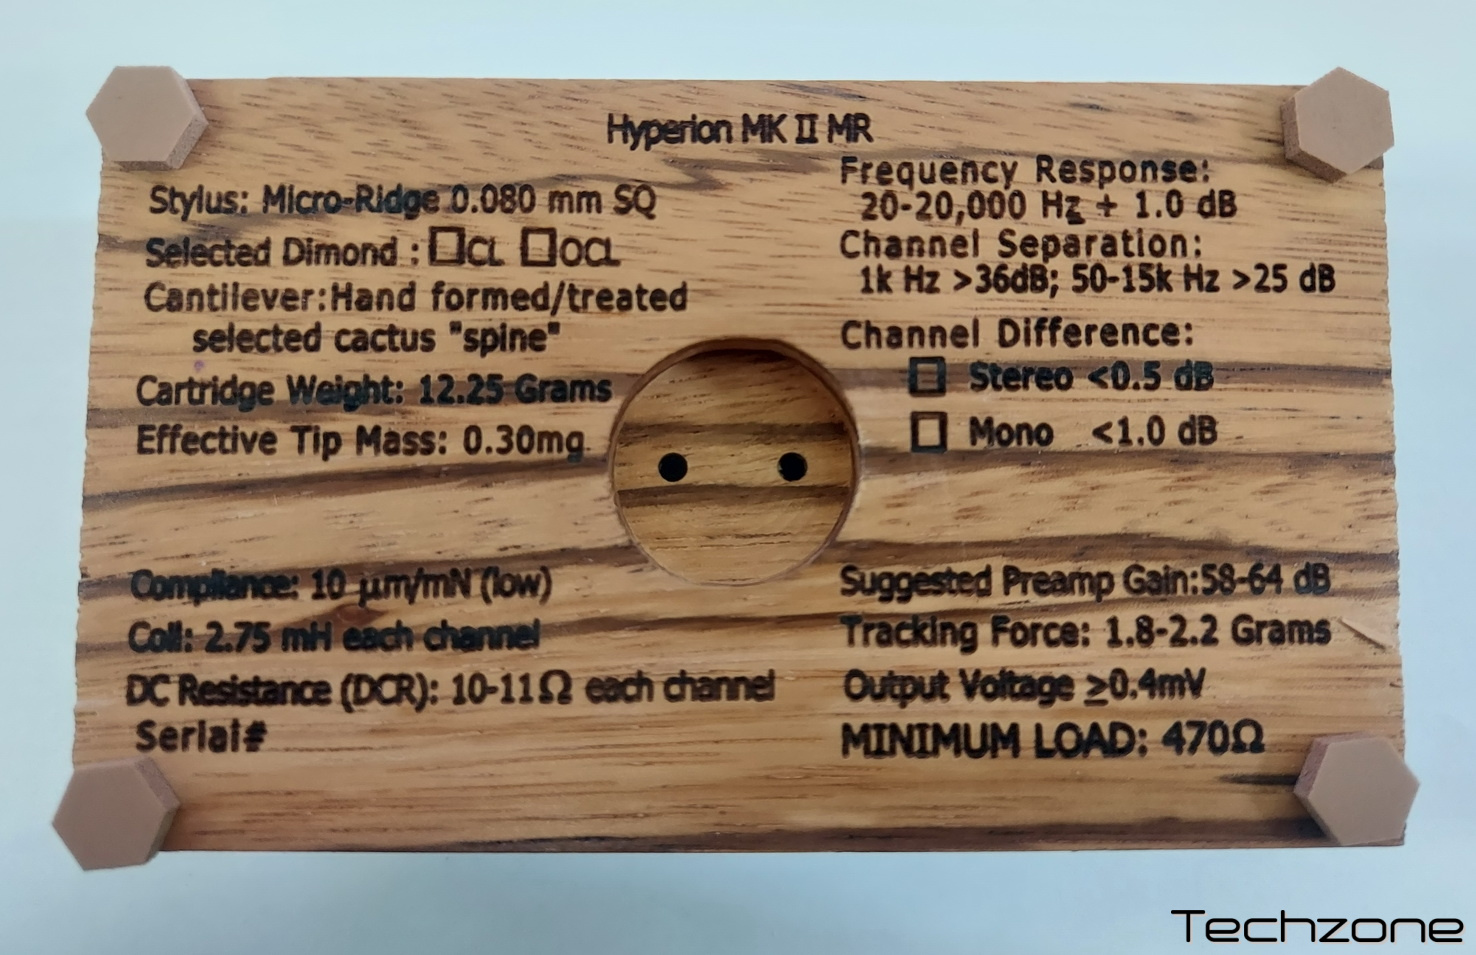 Hyperion MK II MR
Stylus: Micro-Ridge 0.080 mm SQ
Selected Dimond : □CL □OCL
Cantilever:Hand formed/treated
selected cactus "spine"
Cartridge Weight: 12.25 Grams
Effective Tip Mass: 0.30mg
Compliance: 10 µm/mN (low)
Coil: 2.75 mH each channel
DC Resistance (DCR): 10-11Ω each channel
Serial#
Frequency Response:
20-20,000 Hz ± 1.0 dB
Channel Separation:
1k Hz >36dB; 50-15k Hz >25 dB
Channel Difference:
□ Stereo <0.5 dB
□ Mono <1.0 dB
Suggested Preamp Gain:58-64 dB
Tracking Force: 1.8-2.2 Grams
Output Voltage ≥0.4mV
MINIMUM LOAD: 470Ω
Techzone